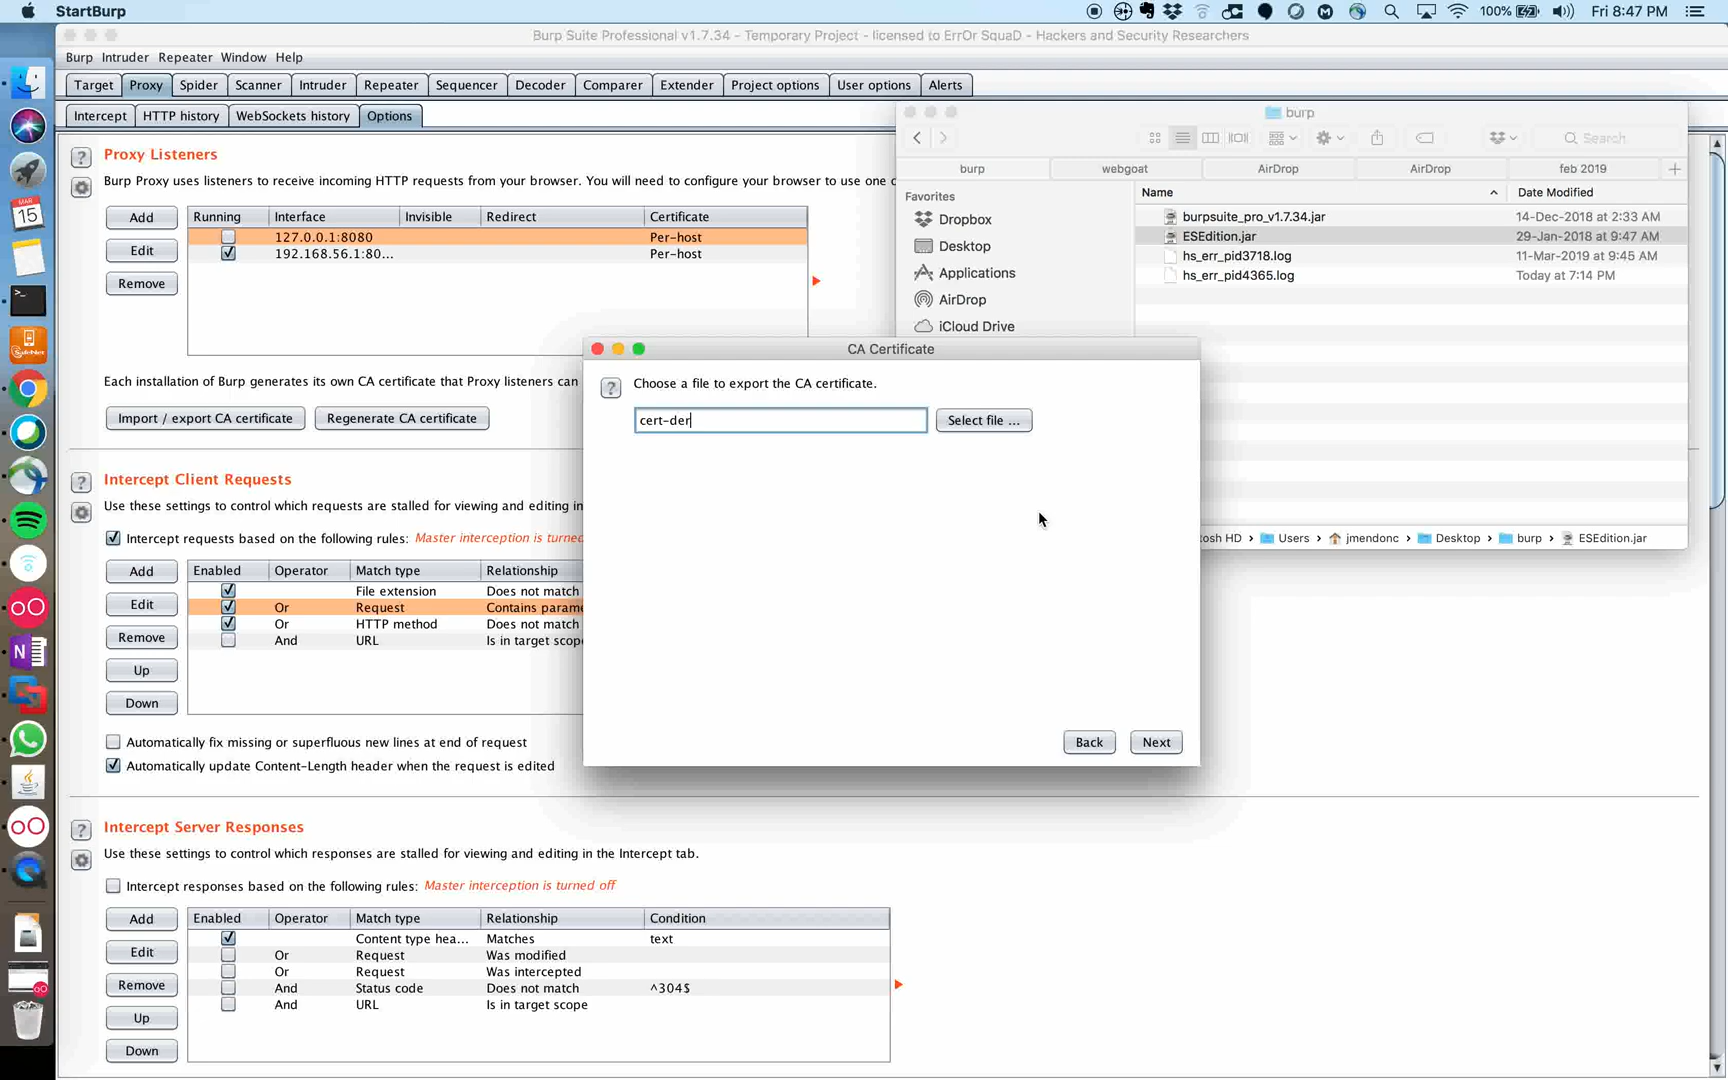 StartBurp
100%
Fri 8:47 PM
Burp Suite Professional v1.7.34 - Temporary Project - licensed to ErrOr SquaD - Hackers and Security Researchers
Burp Intruder Repeater Window Help
Target Proxy Spider Scanner Intruder Repeater Sequencer Decoder Comparer Extender Project options User options Alerts
Intercept HTTP history WebSockets history Options
burp
Search
burp webgoat AirDrop AirDrop feb 2019
Favorites
Dropbox
Desktop
Applications
AirDrop
iCloud Drive
Name Date Modified
burpsuite_pro_v1.7.34.jar 14-Dec-2018 at 2:33 AM
ESEdition.jar 29-Jan-2018 at 9:47 AM
hs_err_pid3718.log 11-Mar-2019 at 9:45 AM
hs_err_pid4365.log Today at 7:14 PM
tosh HD › Users › jmendonc › Desktop › burp › ESEdition.jar
Proxy Listeners
Burp Proxy uses listeners to receive incoming HTTP requests from your browser. You will need to configure your browser to use one o
Add
Edit
Remove
Running Interface Invisible Redirect Certificate
127.0.0.1:8080 Per-host
192.168.56.1:80... Per-host
Each installation of Burp generates its own CA certificate that Proxy listeners can
Import / export CA certificate Regenerate CA certificate
CA Certificate
Choose a file to export the CA certificate.
cert-der
Select file ...
Back Next
Intercept Client Requests
Use these settings to control which requests are stalled for viewing and editing in
Intercept requests based on the following rules: Master interception is turned
Add
Edit
Remove
Up
Down
Enabled Operator Match type Relationship
File extension Does not match
Or Request Contains parame
Or HTTP method Does not match
And URL Is in target scope
Automatically fix missing or superfluous new lines at end of request
Automatically update Content-Length header when the request is edited
Intercept Server Responses
Use these settings to control which responses are stalled for viewing and editing in the Intercept tab.
Intercept responses based on the following rules: Master interception is turned off
Add
Edit
Remove
Up
Down
Enabled Operator Match type Relationship Condition
Content type hea... Matches text
Or Request Was modified
Or Request Was intercepted
And Status code Does not match ^304$
And URL Is in target scope
MAR
15